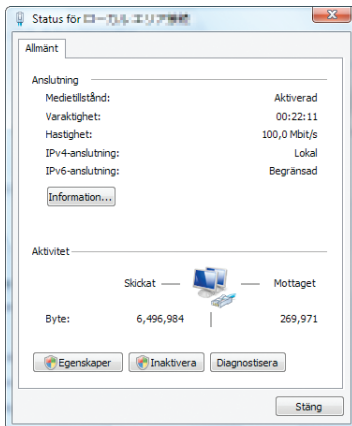 Status för ローカル エリア接続
Allmänt
Anslutning
Medietillstånd: Aktiverad
Varaktighet: 00:22:11
Hastighet: 100,0 Mbit/s
IPv4-anslutning: Lokal
IPv6-anslutning: Begränsad
Information...
Aktivitet
Skickat Mottaget
Byte: 6,496,984 269,971
Egenskaper Inaktivera Diagnostisera
Stäng